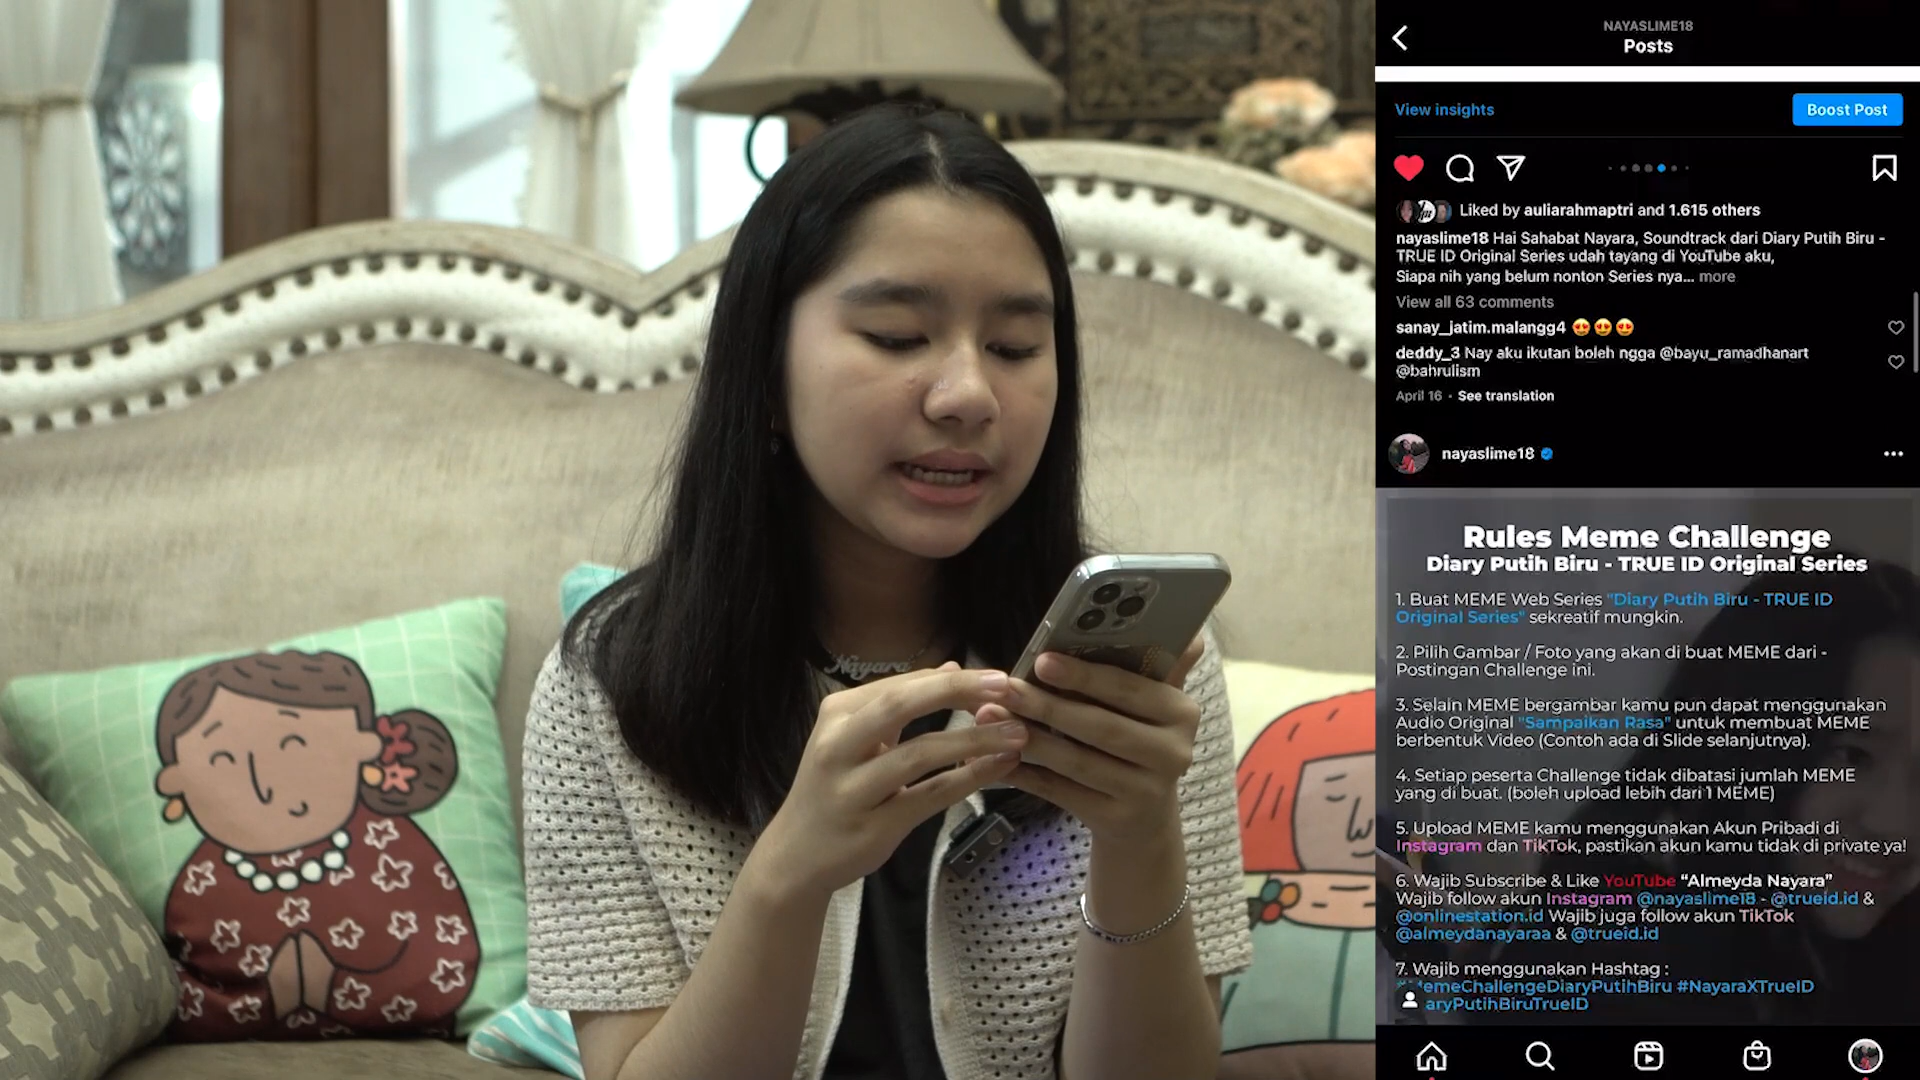 Nayara
NAYASLIME18
Posts
View insights
Boost Post
Liked by auliarahmaptri and 1.615 others
nayaslime18 Hai Sahabat Nayara, Soundtrack dari Diary Putih Biru -
TRUE ID Original Series udah tayang di YouTube aku,
Siapa nih yang belum nonton Series nya... more
View all 63 comments
sanay_jatim.malangg4 😍😍😍
deddy_3 Nay aku ikutan boleh ngga @bayu_ramadhanart
@bahrulism
April 16 · See translation
nayaslime18
Rules Meme Challenge
Diary Putih Biru - TRUE ID Original Series
1. Buat MEME Web Series "Diary Putih Biru - TRUE ID
Original Series" sekreatif mungkin.
2. Pilih Gambar / Foto yang akan di buat MEME dari -
Postingan Challenge ini.
3. Selain MEME bergambar kamu pun dapat menggunakan
Audio Original "Sampaikan Rasa" untuk membuat MEME
berbentuk Video (Contoh ada di Slide selanjutnya).
4. Setiap peserta Challenge tidak dibatasi jumlah MEME
yang di buat. (boleh upload lebih dari 1 MEME)
5. Upload MEME kamu menggunakan Akun Pribadi di
Instagram dan TikTok, pastikan akun kamu tidak di private ya!
6. Wajib Subscribe & Like YouTube “Almeyda Nayara”
Wajib follow akun Instagram @nayaslime18 - @trueid.id &
@onlinestation.id Wajib juga follow akun TikTok
@almeydanayaraa & @trueid.id
7. Wajib menggunakan Hashtag :
#MemeChallengeDiaryPutihBiru #NayaraXTrueID
aryPutihBiruTrueID